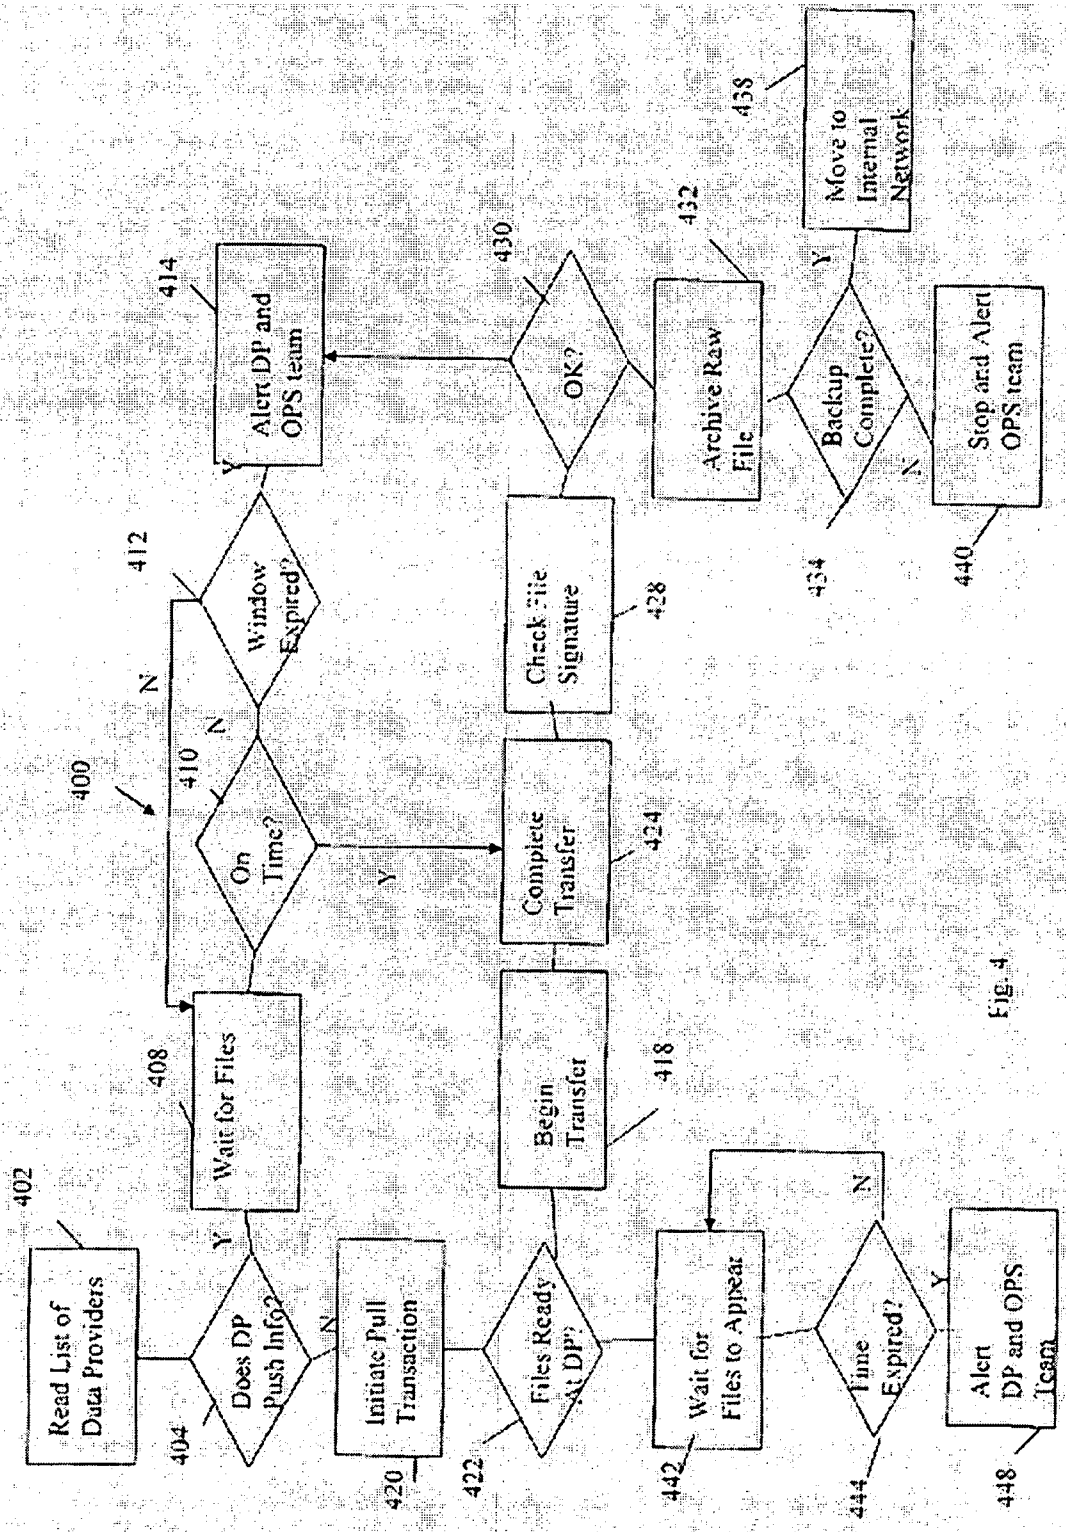 402
Read List of
Data Providers
404
Does DP
Push Info?
Y
N
408
Wait for Files
400
410
On
Time?
N
Y
412
Window
Expired?
N
Y
414
Alert DP and
OPS team
420
Initiate Pull
Transaction
422
Files Ready
At DP?
418
Begin
Transfer
424
Complete
Transfer
428
Check File
Signature
430
OK?
432
Archive Raw
File
434
Backup
Complete?
Y
N
438
Move to
Internal
Network
440
Stop and Alert
OPS team
442
Wait for
Files to Appear
444
Time
Expired?
N
Y
448
Alert
DP and OPS
Team
Fig. 4